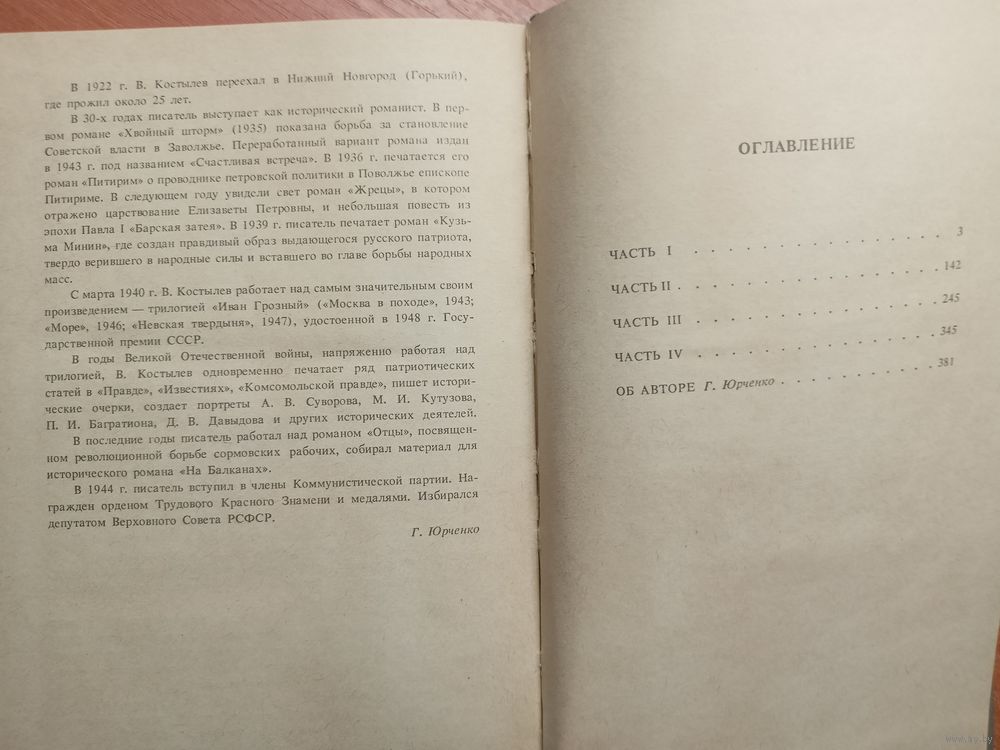 В 1922 г. В. Костылев переехал в Нижний Новгород (Горький),
где прожил около 25 лет.
В 30-х годах писатель выступает как исторический романист. В пер-
вом романе «Хвойный шторм» (1935) показана борьба за становление
Советской власти в Заволжье. Переработанный вариант романа издан
в 1943 г. под названием «Счастливая встреча». В 1936 г. печатается его
роман «Питирим» о проводнике петровской политики в Поволжье епископе
Питириме. В следующем году увидели свет роман «Жрецы», в котором
отражено царствование Елизаветы Петровны, и небольшая повесть из
эпохи Павла I «Барская затея». В 1939 г. писатель печатает роман «Кузь-
ма Минин», где создан правдивый образ выдающегося русского патриота,
твердо верившего в народные силы и вставшего во главе борьбы народных
масс.
С марта 1940 г. В. Костылев работает над самым значительным своим
произведением — трилогией «Иван Грозный» («Москва в походе», 1943;
«Море», 1946; «Невская твердыня», 1947), удостоенной в 1948 г. Госу-
дарственной премии СССР.
В годы Великой Отечественной войны, напряженно работая над
трилогией, В. Костылев одновременно печатает ряд патриотических
статей в «Правде», «Известиях», «Комсомольской правде», пишет истори-
ческие очерки, создает портреты А. В. Суворова, М. И. Кутузова,
П. И. Багратиона, Д. В. Давыдова и других исторических деятелей.
В последние годы писатель работал над романом «Отцы», посвящен-
ном революционной борьбе сормовских рабочих, собирал материал для
исторического романа «На Балканах».
В 1944 г. писатель вступил в члены Коммунистической партии. На-
гражден орденом Трудового Красного Знамени и медалями. Избирался
депутатом Верховного Совета РСФСР.
Г. Юрченко
ОГЛАВЛЕНИЕ
ЧАСТЬ I . . . . . . . . . . . . . . . . 3
ЧАСТЬ II . . . . . . . . . . . . . . . . 142
ЧАСТЬ III . . . . . . . . . . . . . . . 245
ЧАСТЬ IV . . . . . . . . . . . . . . . 345
ОБ АВТОРЕ Г. Юрченко . . . . . . . . . . 381